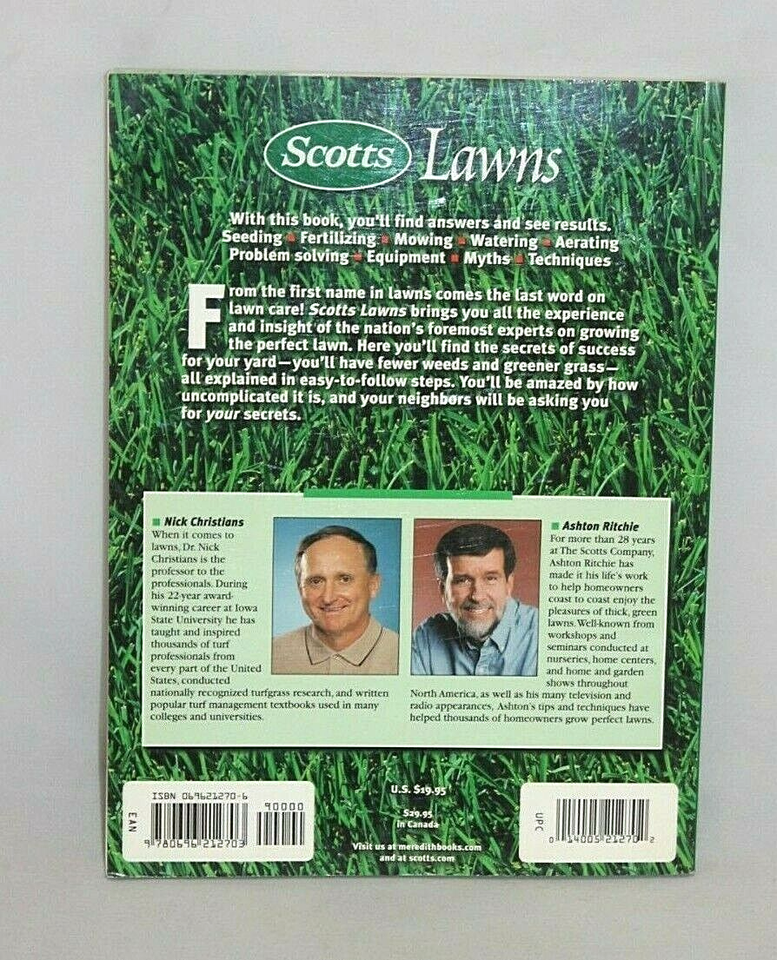 Scotts Lawns
With this book, you'll find answers and see results.
Seeding ▪ Fertilizing ▪ Mowing ▪ Watering ▪ Aerating
Problem solving ▪ Equipment ▪ Myths ▪ Techniques
From the first name in lawns comes the last word on
lawn care! Scotts Lawns brings you all the experience
and insight of the nation's foremost experts on growing
the perfect lawn. Here you'll find the secrets of success
for your yard—you'll have fewer weeds and greener grass—
all explained in easy-to-follow steps. You'll be amazed by how
uncomplicated it is, and your neighbors will be asking you
for your secrets.
▪ Nick Christians
When it comes to
lawns, Dr. Nick
Christians is the
professor to the
professionals. During
his 22-year award-
winning career at Iowa
State University he has
taught and inspired
thousands of turf
professionals from
every part of the United
States, conducted
nationally recognized turfgrass research, and written
popular turf management textbooks used in many
colleges and universities.
▪ Ashton Ritchie
For more than 28 years
at The Scotts Company,
Ashton Ritchie has
made it his life's work
to help homeowners
coast to coast enjoy the
pleasures of thick, green
lawns. Well-known from
workshops and
seminars conducted at
nurseries, home centers,
and home and garden
shows throughout
North America, as well as his many television and
radio appearances, Ashton's tips and techniques have
helped thousands of homeowners grow perfect lawns.
ISBN 069621270-6
90000
EAN
9 780696 212703
U.S. $19.95
$29.95
in Canada
Visit us at meredithbooks.com
and at scotts.com
UPC
0 14005 21270 2